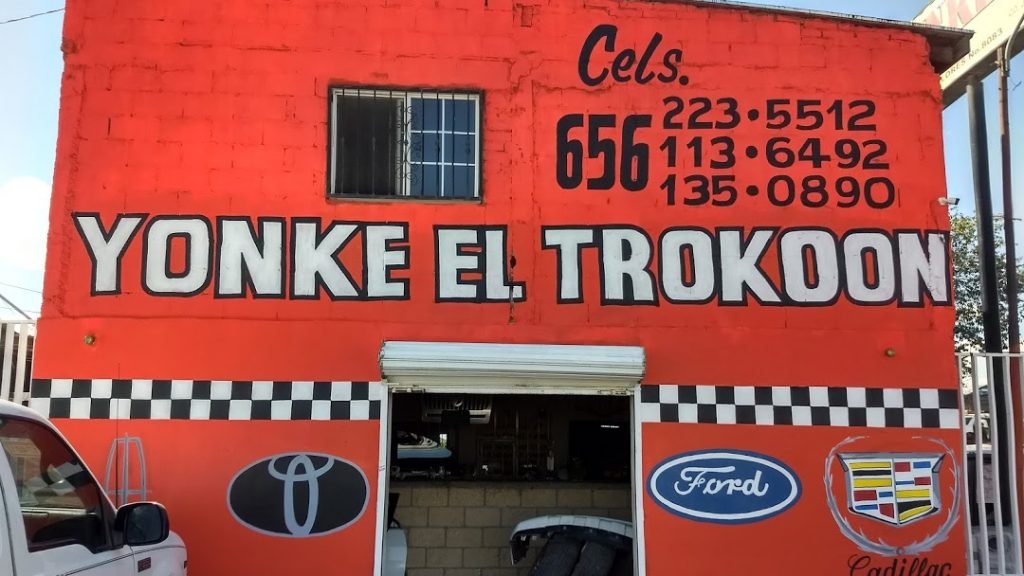 Cels.
656
223•5512
113•6492
135•0890
YONKE EL TROKOON
Ford
Cadillac